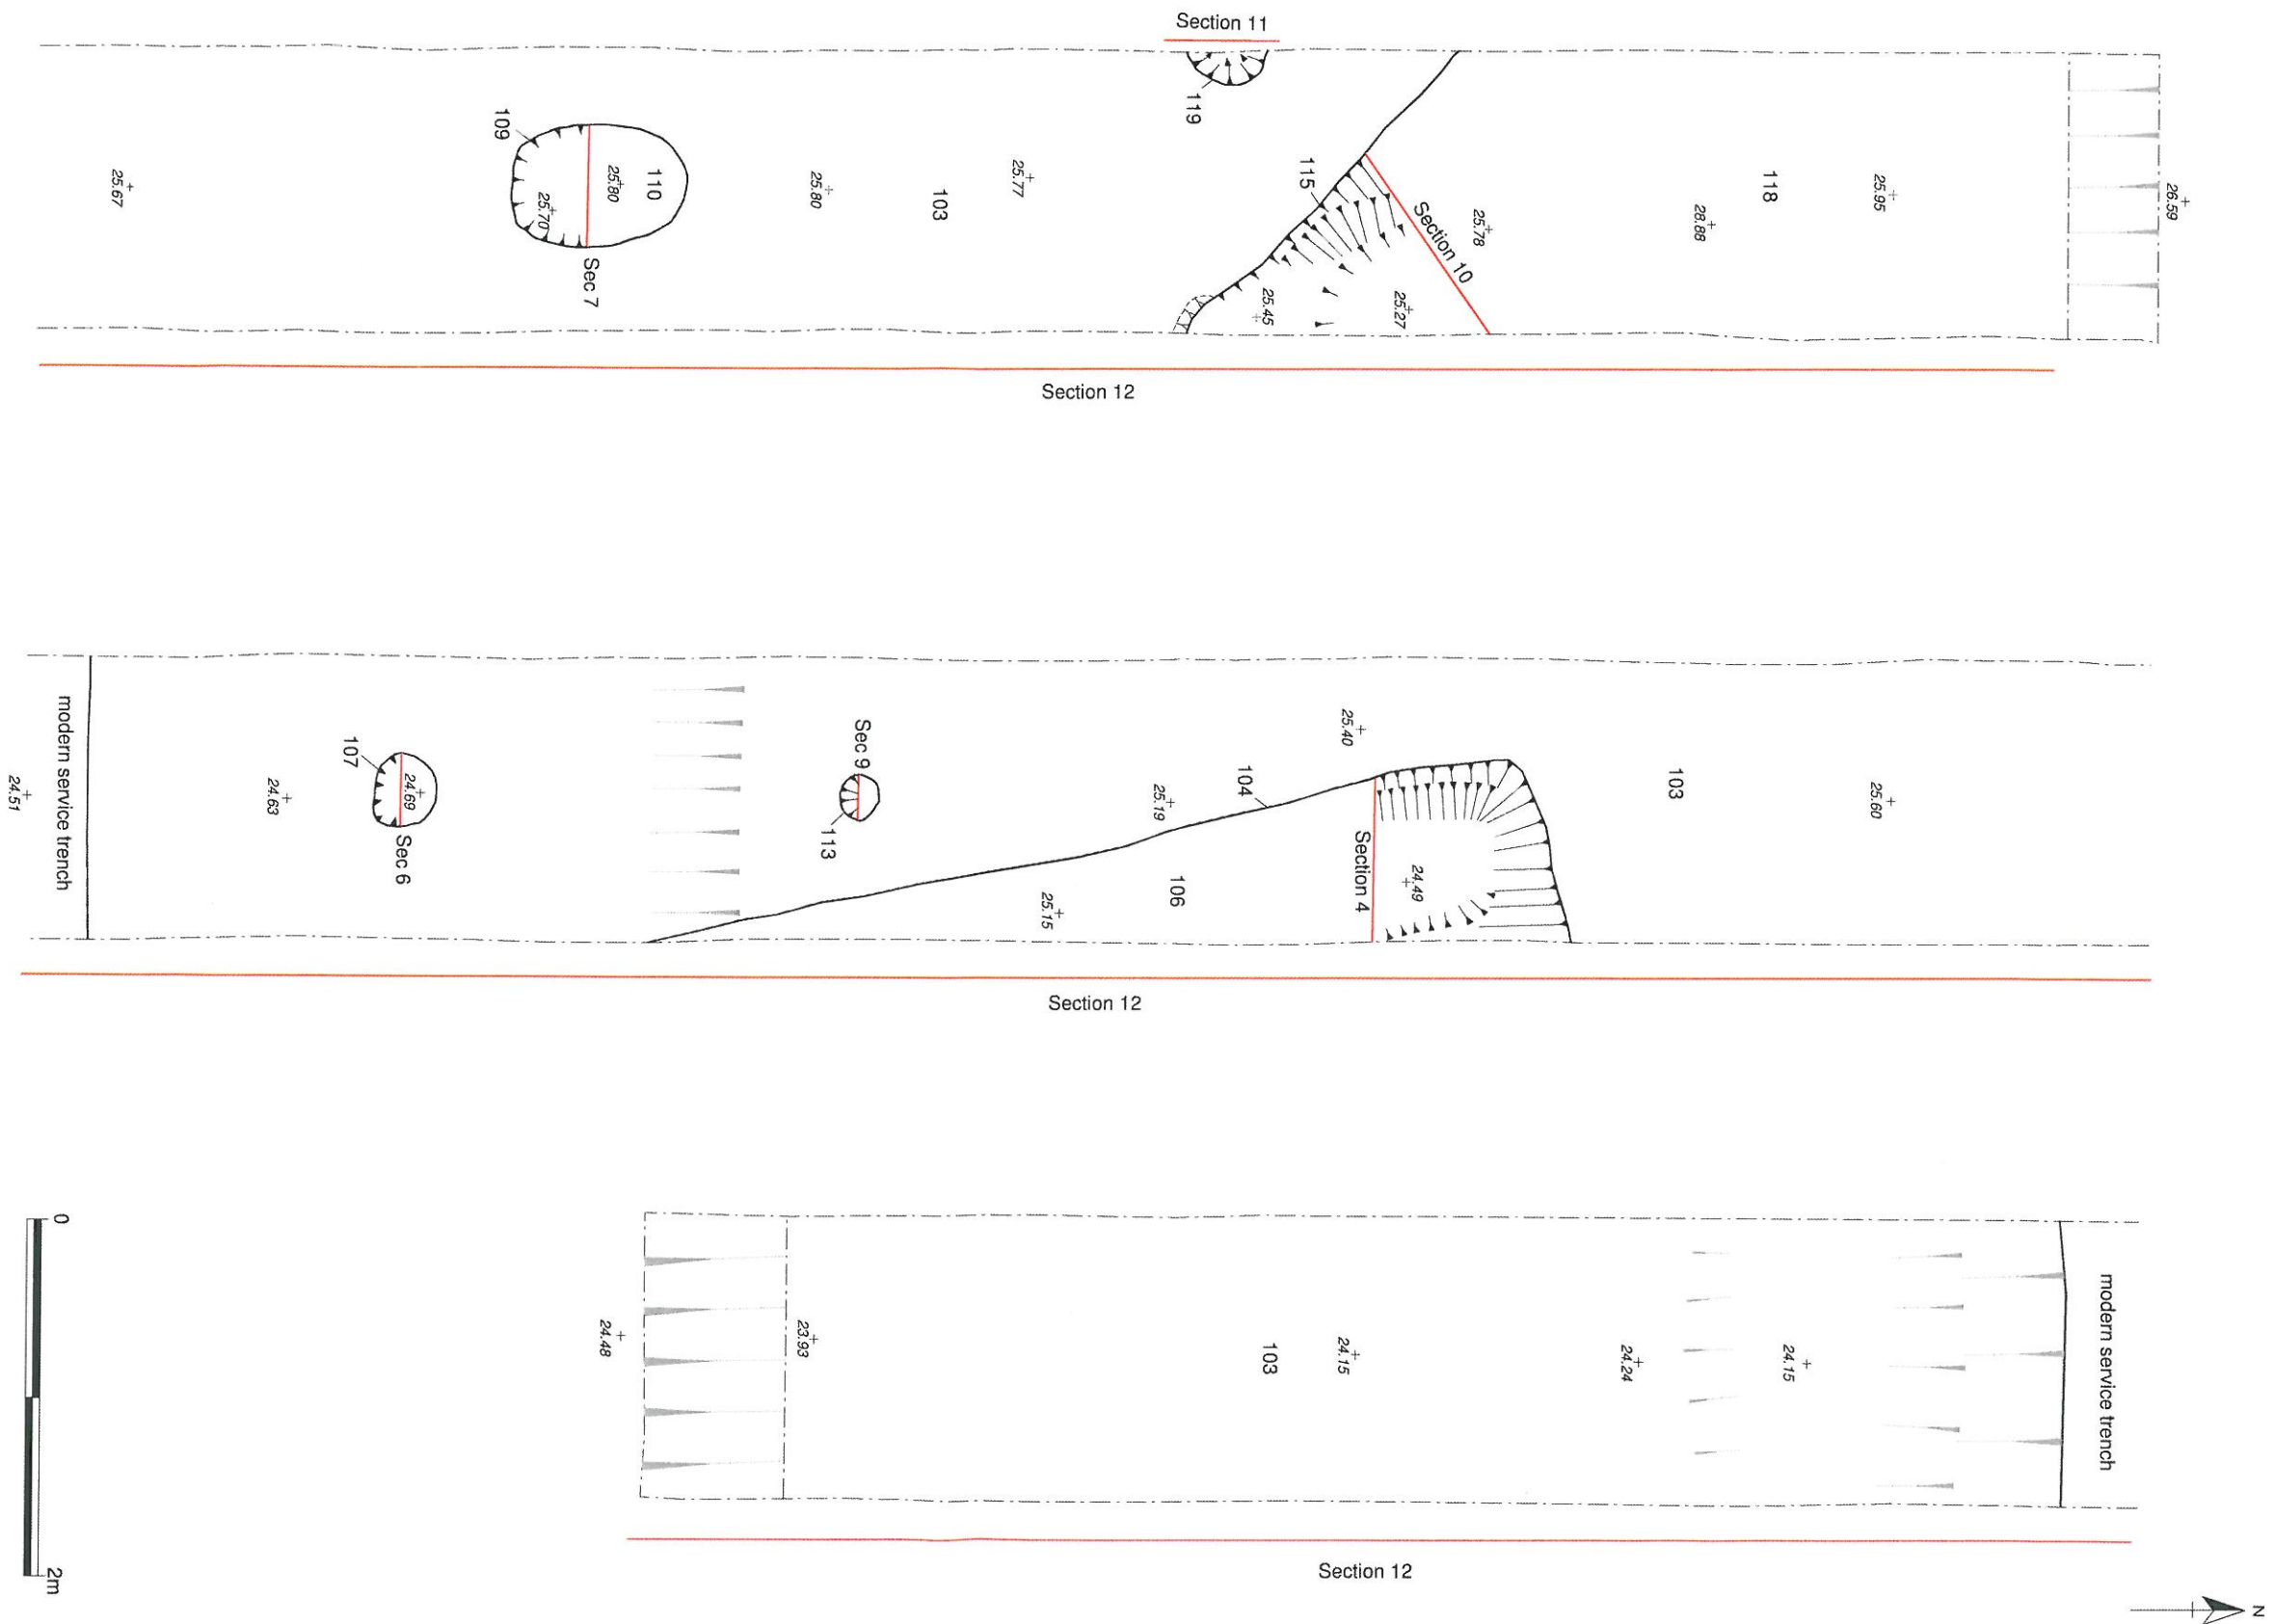 Section 11
119
109
110
25.80
25.70
Sec 7
25.67
25.80
103
25.77
115
Section 10
25.45
25.27
25.78
28.88
118
25.95
26.59
Section 12
modern service trench
24.51
24.63
107
24.69
Sec 6
Sec 9
113
25.19
104
25.40
25.15
106
Section 4
24.49
103
25.60
Section 12
0
2m
24.48
23.93
103
24.15
24.24
24.15
modern service trench
Section 12
N